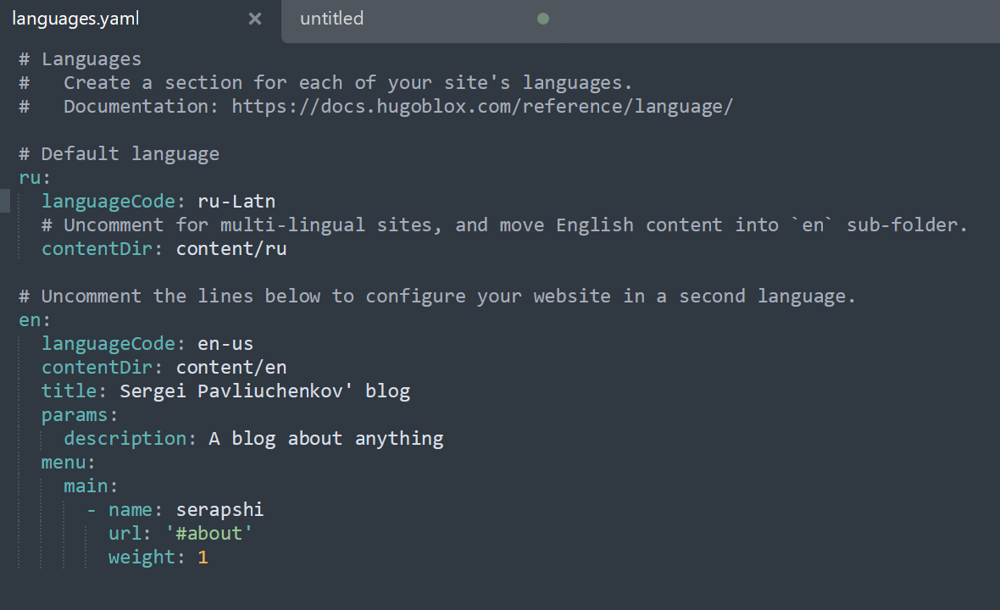 languages.yaml
untitled
# Languages
#   Create a section for each of your site's languages.
#   Documentation: https://docs.hugoblox.com/reference/language/
# Default language
ru:
  languageCode: ru-Latn
  # Uncomment for multi-lingual sites, and move English content into `en` sub-folder.
  contentDir: content/ru
# Uncomment the lines below to configure your website in a second language.
en:
  languageCode: en-us
  contentDir: content/en
  title: Sergei Pavliuchenkov' blog
  params:
    description: A blog about anything
  menu:
    main:
      - name: serapshi
        url: '#about'
        weight: 1